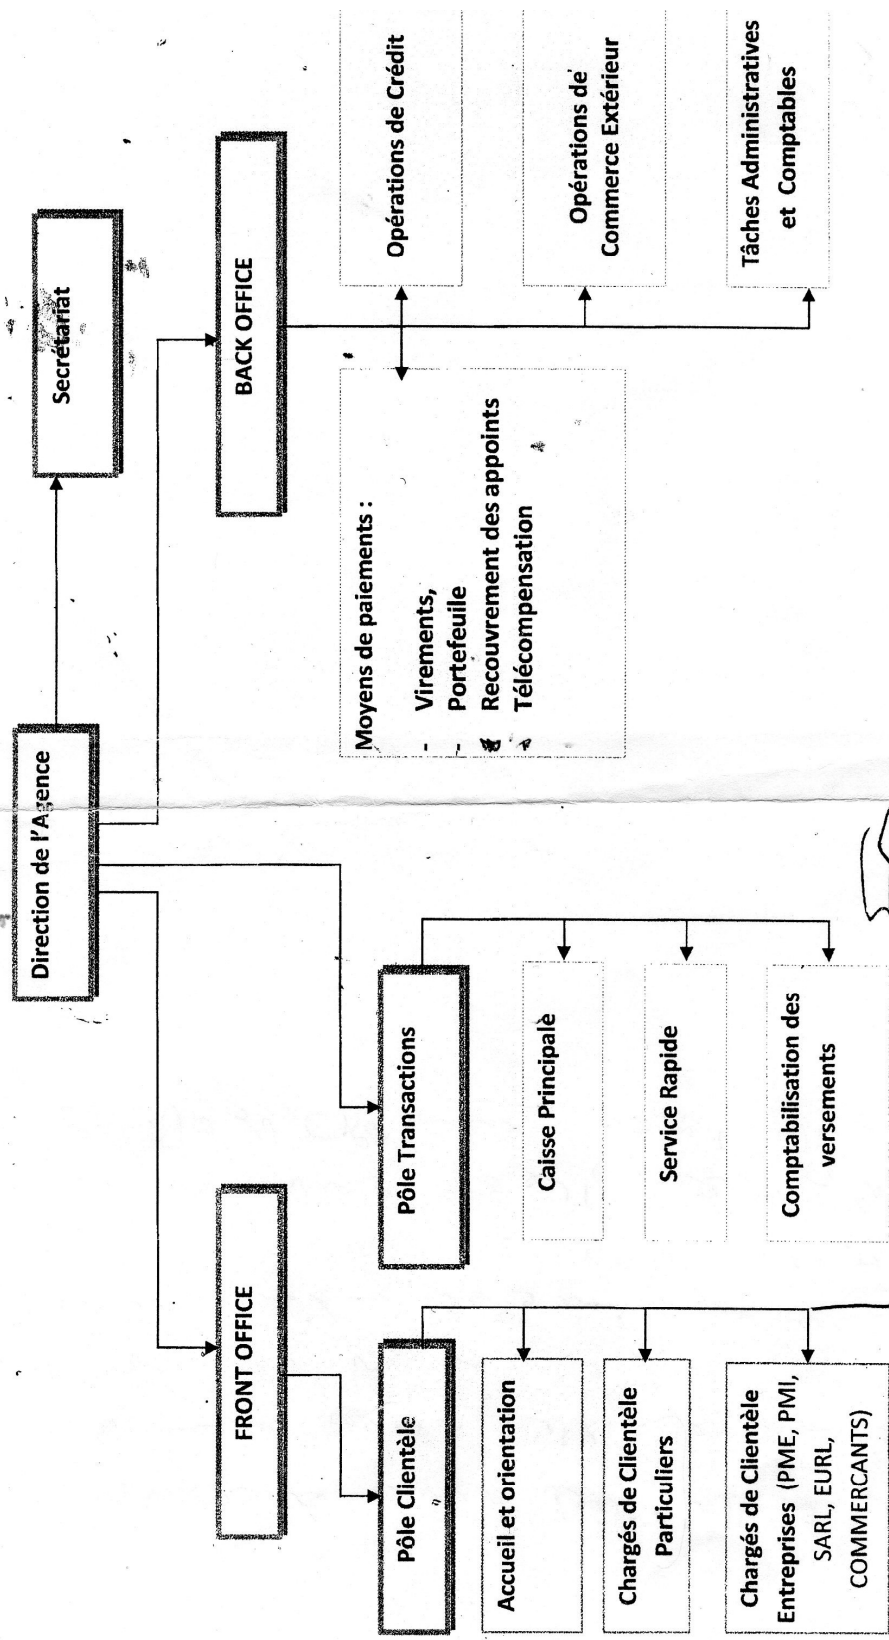 Direction de l'Agence
Secrétariat
FRONT OFFICE
BACK OFFICE
Pôle Clientèle
Accueil et orientation
Chargés de Clientèle
Particuliers
Chargés de Clientèle
Entreprises (PME, PMI,
SARL, EURL,
COMMERCANTS)
Pôle Transactions
Caisse Principale
Service Rapide
Comptabilisation des
versements
Moyens de paiements :
- Virements,
- Portefeuile
- Recouvrement des appoints
- Télécompensation
Opérations de Crédit
Opérations de
Commerce Extérieur
Tâches Administratives
et Comptables